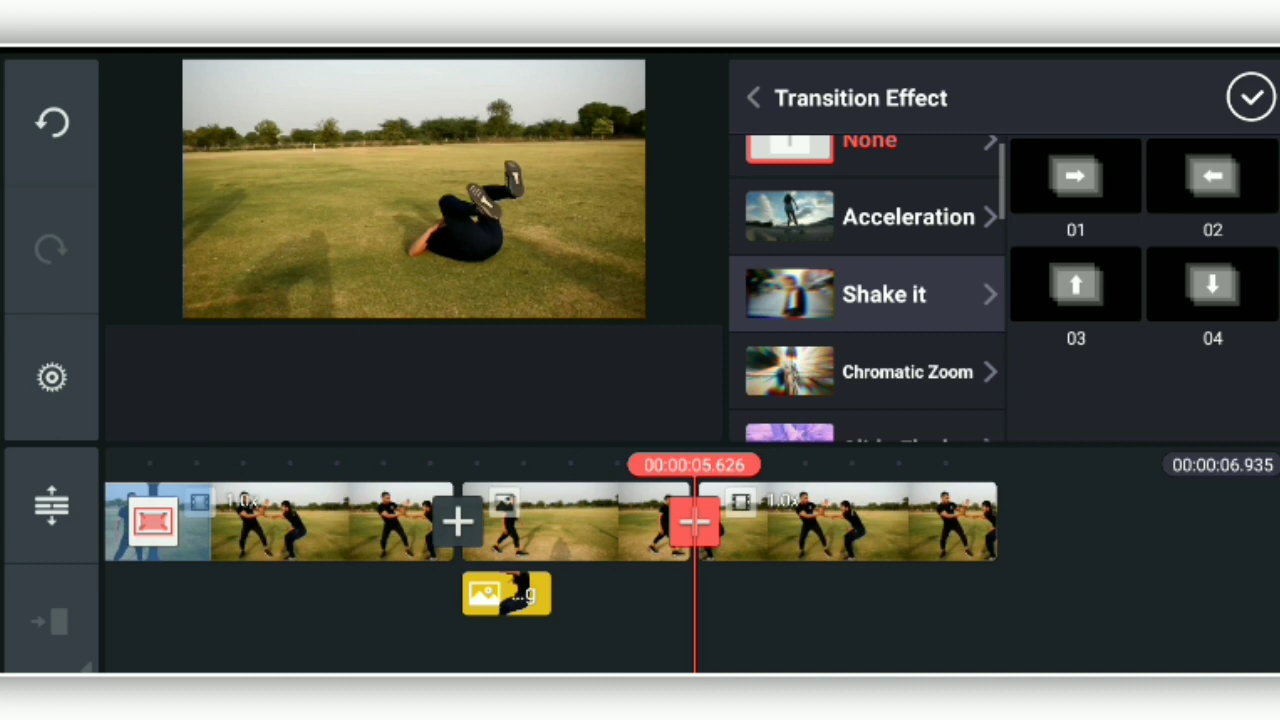 Transition Effect
None
Acceleration
Shake it
Chromatic Zoom
01
02
03
04
00:00:05.626
00:00:06.935
1.0x
1.0x
...g